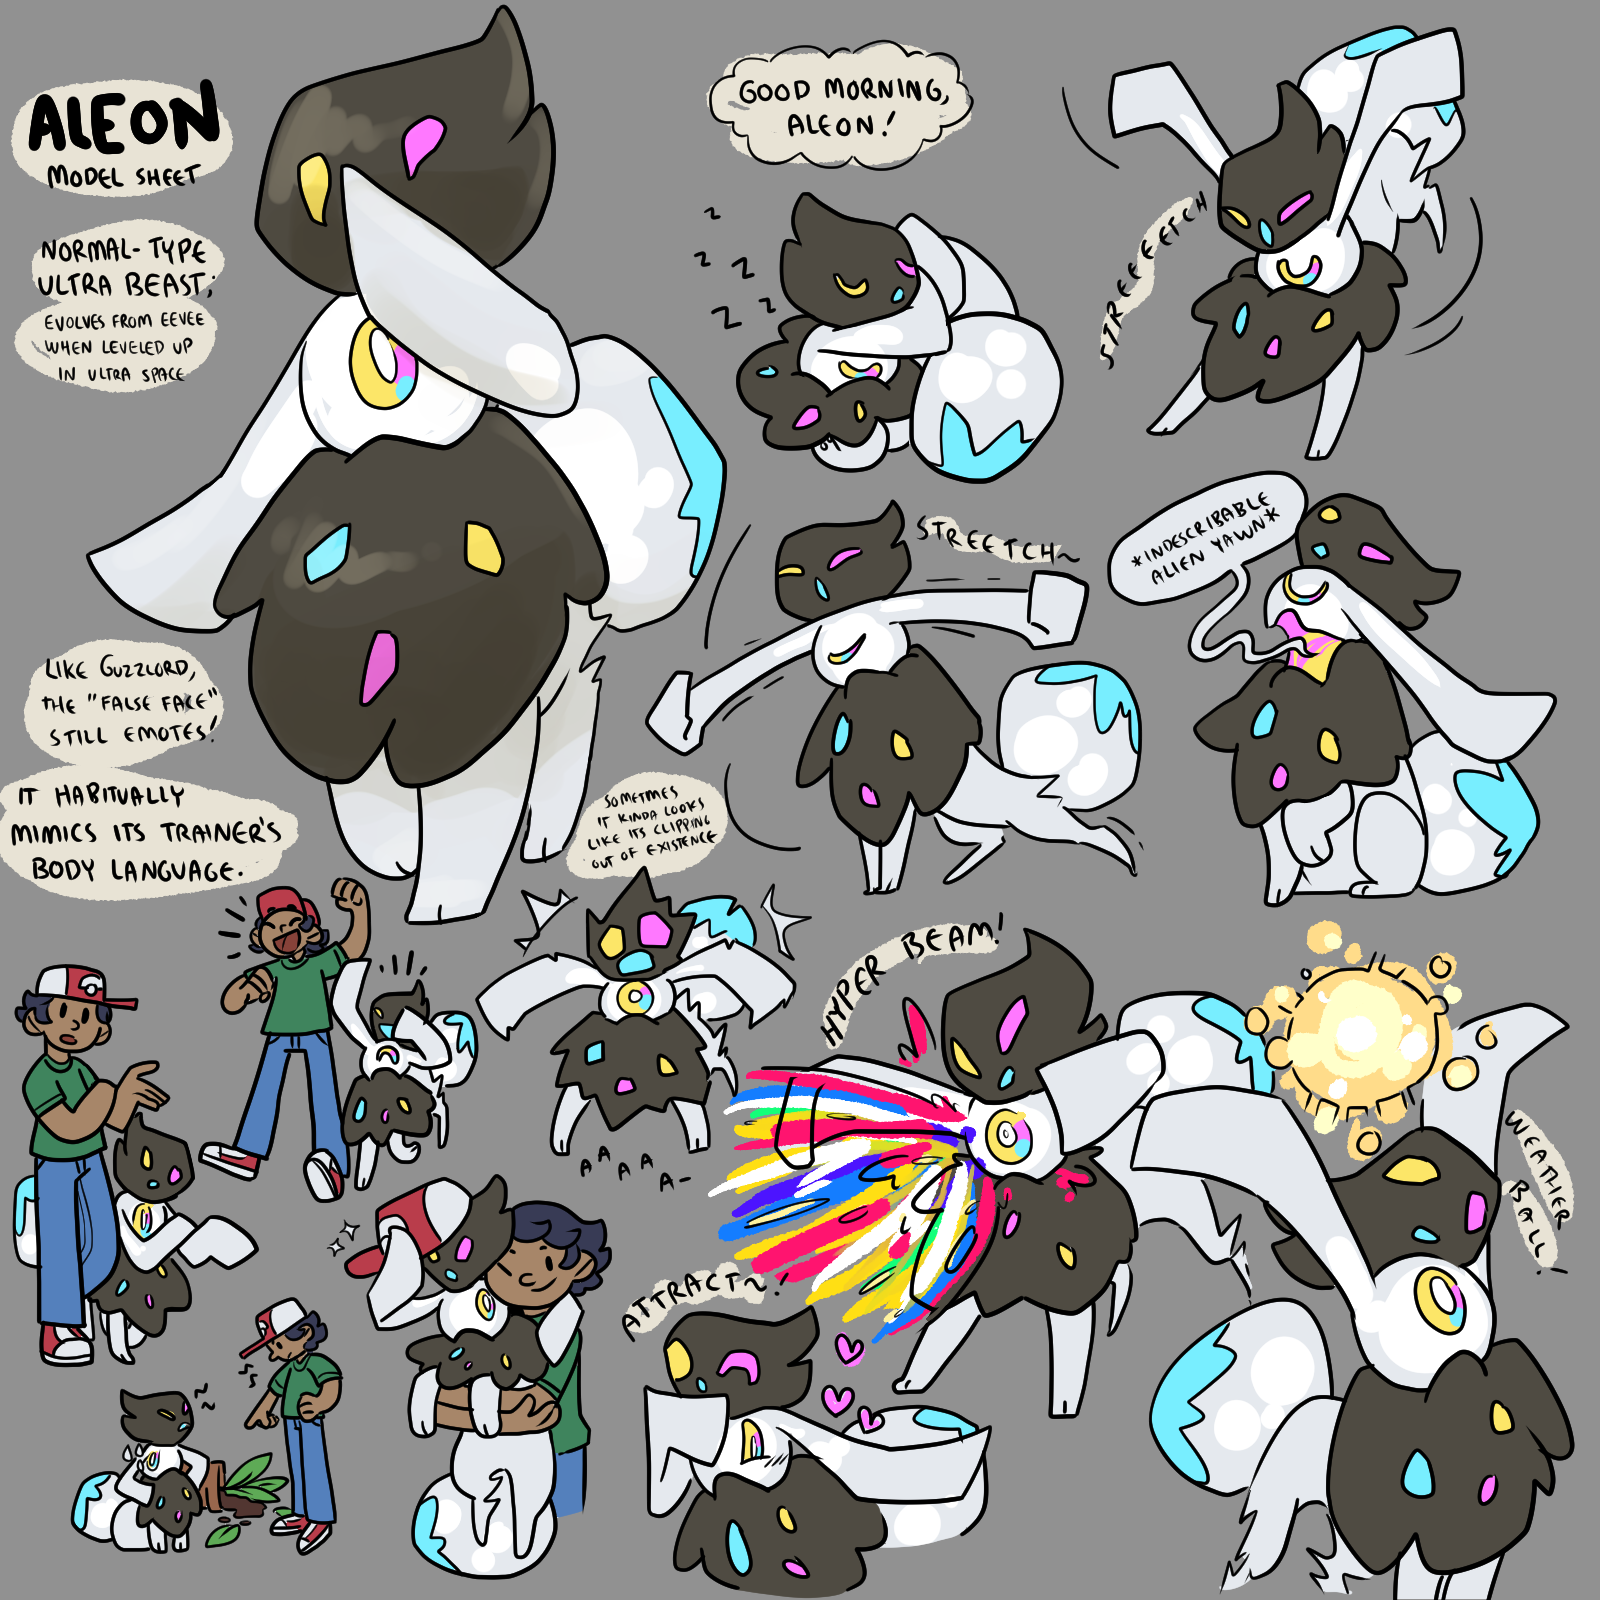 ALEON
MODEL SHEET
NORMAL-TYPE
ULTRA BEAST;
EVOLVES FROM EEVEE
WHEN LEVELED UP
IN ULTRA SPACE
LIKE GUZZLORD,
THE "FALSE FACE"
STILL EMOTES!
IT HABITUALLY
MIMICS ITS TRAINER'S
BODY LANGUAGE.
GOOD MORNING,
ALEON!
Z
Z Z
Z Z
STREEEEETCH
STREETCH~
*INDESCRIBABLE
ALIEN YAWN*
SOMETIMES
IT KINDA LOOKS
LIKE ITS CLIPPING
OUT OF EXISTENCE
A A A A A-
HYPER BEAM!
WEATHER
BALL!
ATTRACT~!